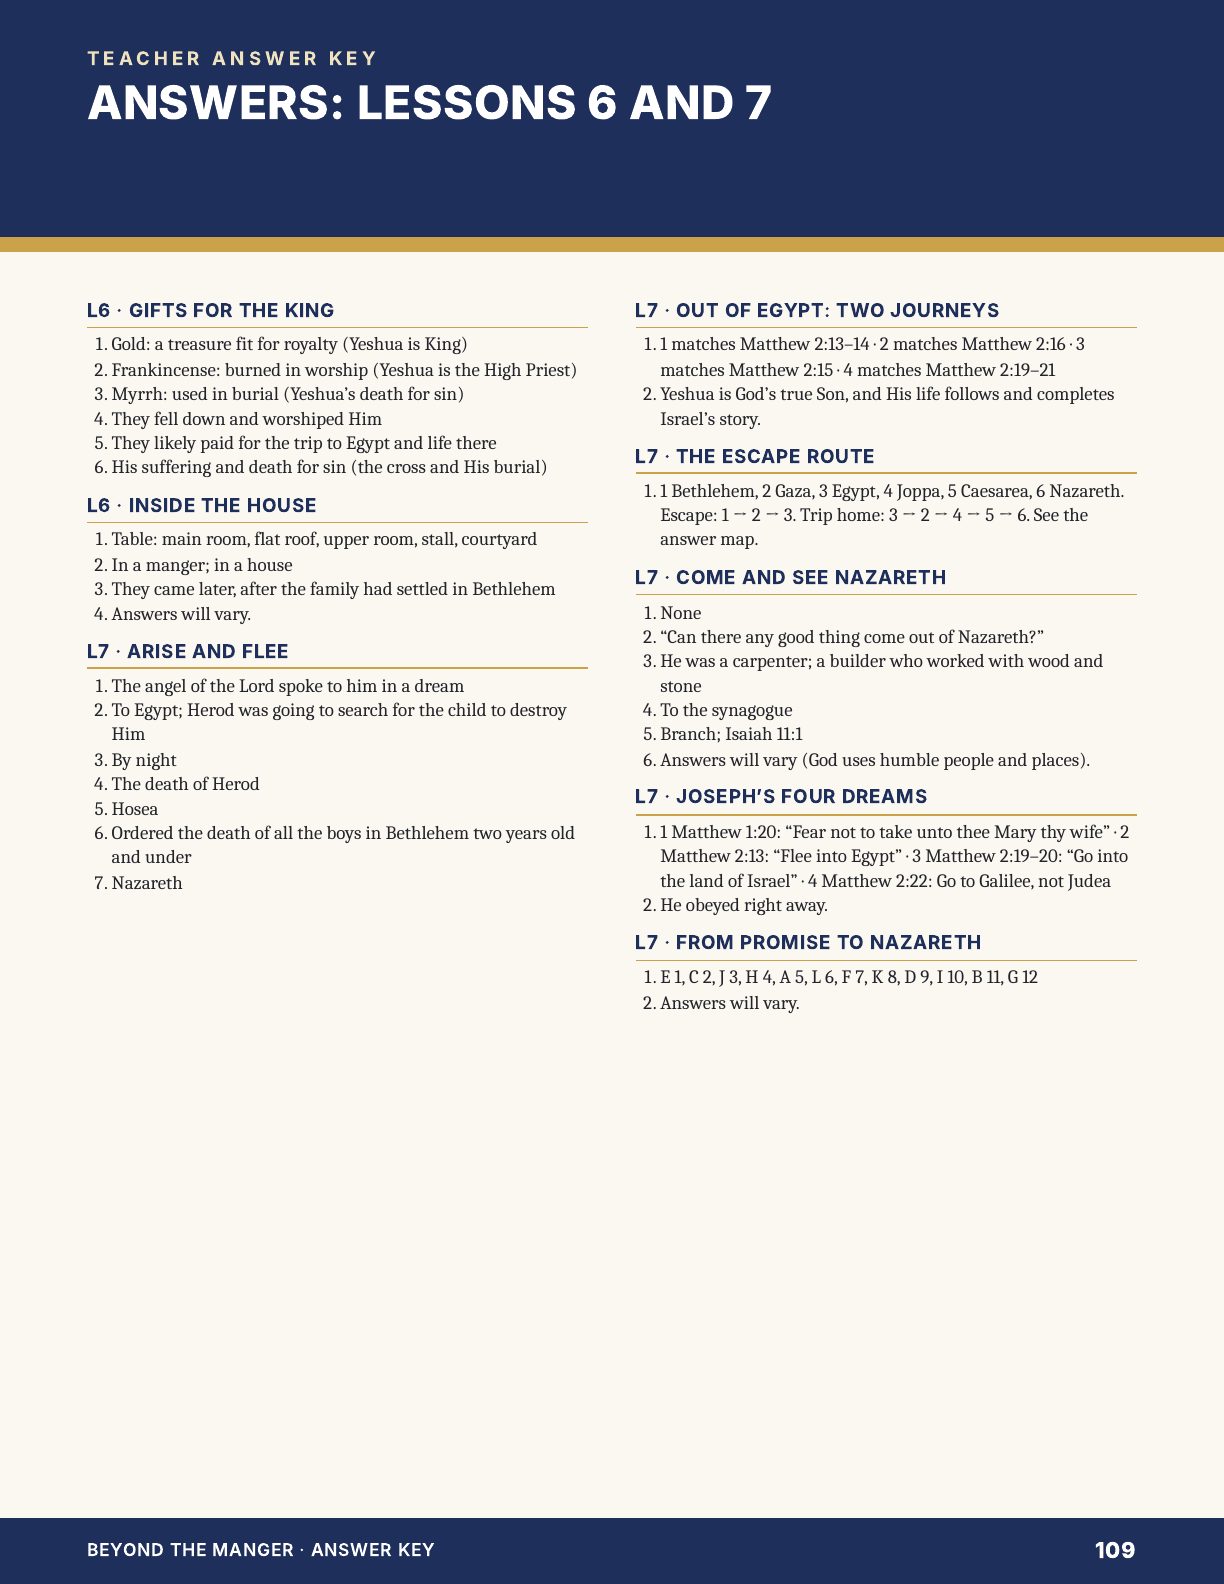 TEACHER ANSWER KEY
ANSWERS: LESSONS 6 AND 7
L6 · GIFTS FOR THE KING
1. Gold: a treasure fit for royalty (Yeshua is King)
2. Frankincense: burned in worship (Yeshua is the High Priest)
3. Myrrh: used in burial (Yeshua’s death for sin)
4. They fell down and worshiped Him
5. They likely paid for the trip to Egypt and life there
6. His suffering and death for sin (the cross and His burial)
L6 · INSIDE THE HOUSE
1. Table: main room, flat roof, upper room, stall, courtyard
2. In a manger; in a house
3. They came later, after the family had settled in Bethlehem
4. Answers will vary.
L7 · ARISE AND FLEE
1. The angel of the Lord spoke to him in a dream
2. To Egypt; Herod was going to search for the child to destroy
Him
3. By night
4. The death of Herod
5. Hosea
6. Ordered the death of all the boys in Bethlehem two years old
and under
7. Nazareth
L7 · OUT OF EGYPT: TWO JOURNEYS
1. 1 matches Matthew 2:13–14 · 2 matches Matthew 2:16 · 3
matches Matthew 2:15 · 4 matches Matthew 2:19–21
2. Yeshua is God’s true Son, and His life follows and completes
Israel’s story.
L7 · THE ESCAPE ROUTE
1. 1 Bethlehem, 2 Gaza, 3 Egypt, 4 Joppa, 5 Caesarea, 6 Nazareth.
Escape: 1 → 2 → 3. Trip home: 3 → 2 → 4 → 5 → 6. See the
answer map.
L7 · COME AND SEE NAZARETH
1. None
2. “Can there any good thing come out of Nazareth?”
3. He was a carpenter; a builder who worked with wood and
stone
4. To the synagogue
5. Branch; Isaiah 11:1
6. Answers will vary (God uses humble people and places).
L7 · JOSEPH’S FOUR DREAMS
1. 1 Matthew 1:20: “Fear not to take unto thee Mary thy wife” · 2
Matthew 2:13: “Flee into Egypt” · 3 Matthew 2:19–20: “Go into
the land of Israel” · 4 Matthew 2:22: Go to Galilee, not Judea
2. He obeyed right away.
L7 · FROM PROMISE TO NAZARETH
1. E 1, C 2, J 3, H 4, A 5, L 6, F 7, K 8, D 9, I 10, B 11, G 12
2. Answers will vary.
BEYOND THE MANGER · ANSWER KEY
109